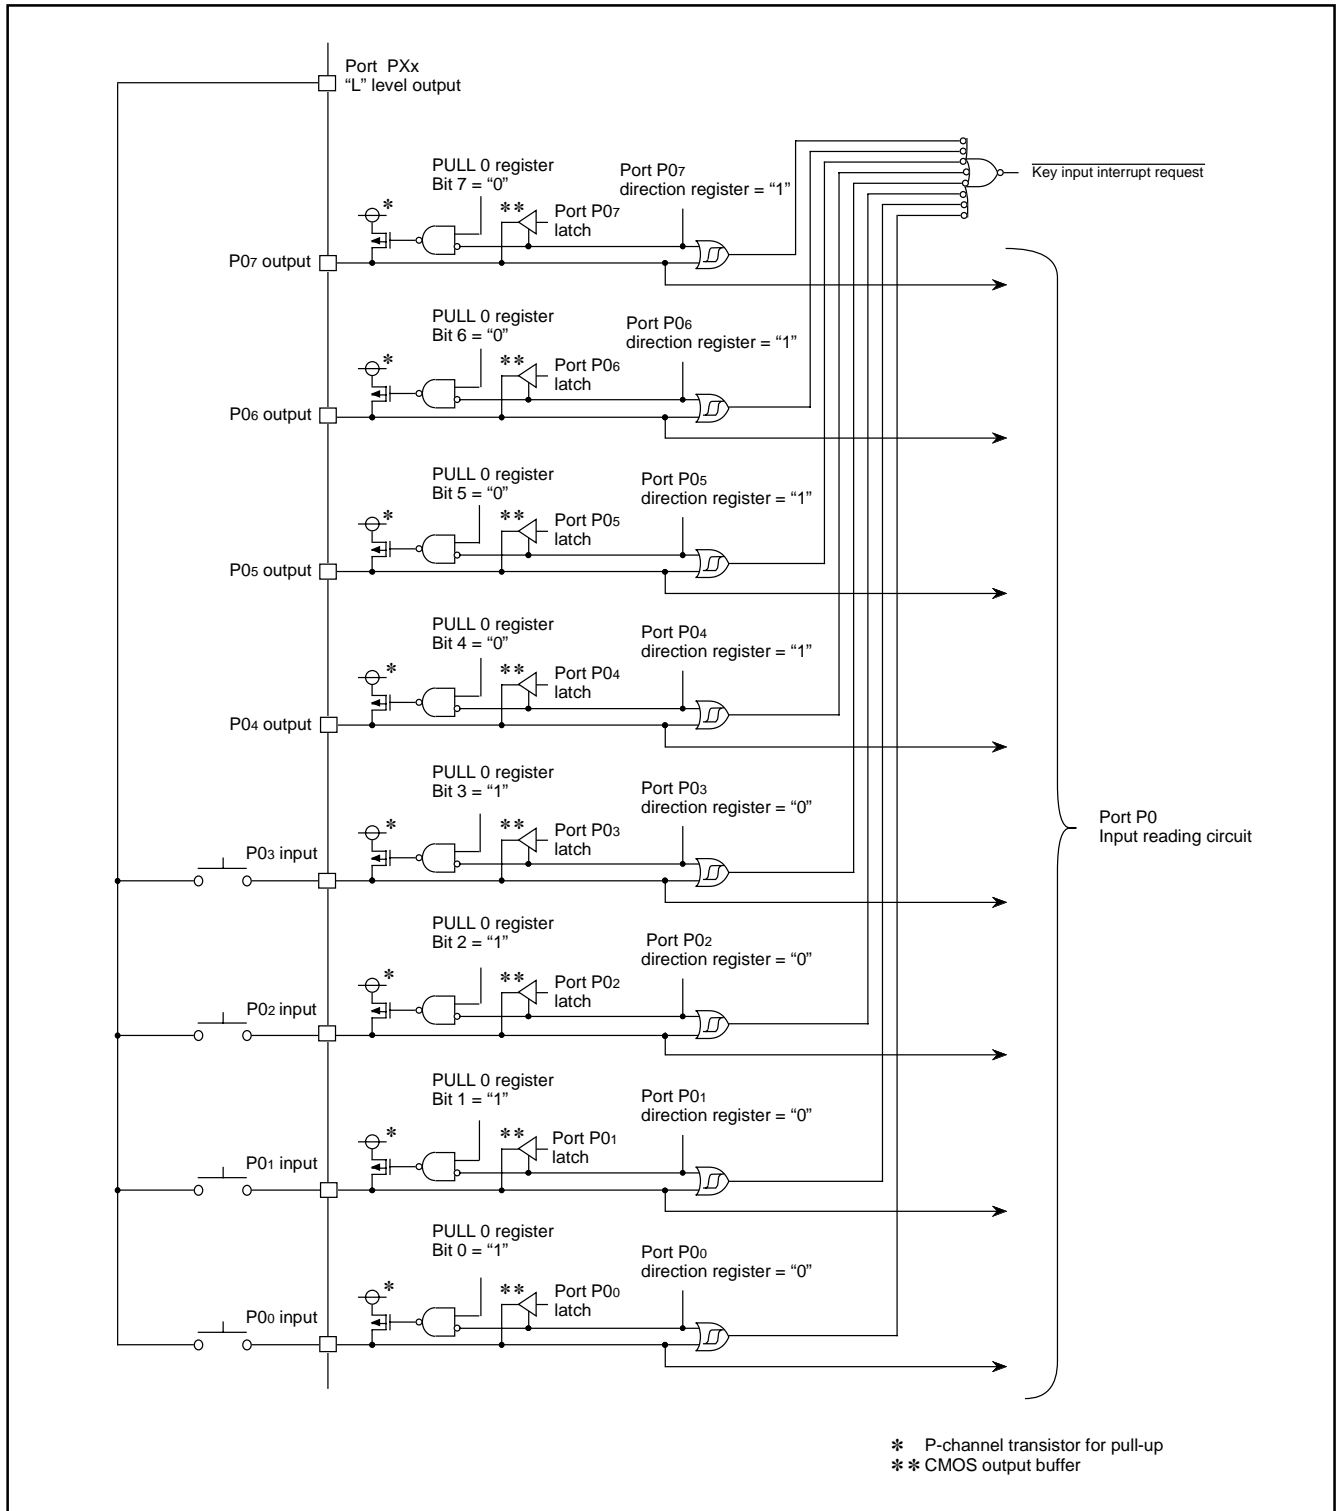 Port PXx
“L” level output
PULL 0 register
Bit 7 = “0”
Port P07
direction register = “1”
Key input interrupt request
*
**
Port P07
latch
P07 output
PULL 0 register
Bit 6 = “0”
Port P06
direction register = “1”
*
**
Port P06
latch
P06 output
PULL 0 register
Bit 5 = “0”
Port P05
direction register = “1”
*
**
Port P05
latch
P05 output
PULL 0 register
Bit 4 = “0”
Port P04
direction register = “1”
*
**
Port P04
latch
P04 output
PULL 0 register
Bit 3 = “1”
Port P03
direction register = “0”
*
**
Port P03
latch
P03 input
Port P0
Input reading circuit
PULL 0 register
Bit 2 = “1”
Port P02
direction register = “0”
*
**
Port P02
latch
P02 input
PULL 0 register
Bit 1 = “1”
Port P01
direction register = “0”
*
**
Port P01
latch
P01 input
PULL 0 register
Bit 0 = “1”
Port P00
direction register = “0”
*
**
Port P00
latch
P00 input
* P-channel transistor for pull-up
** CMOS output buffer